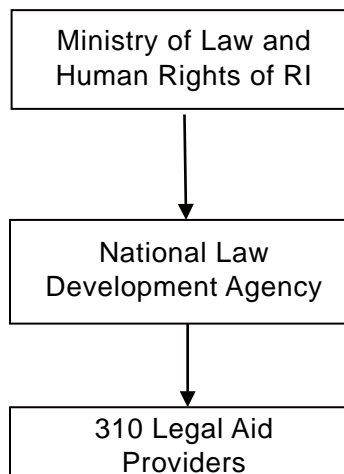 Ministry of Law and
Human Rights of RI
National Law
Development Agency
310 Legal Aid
Providers